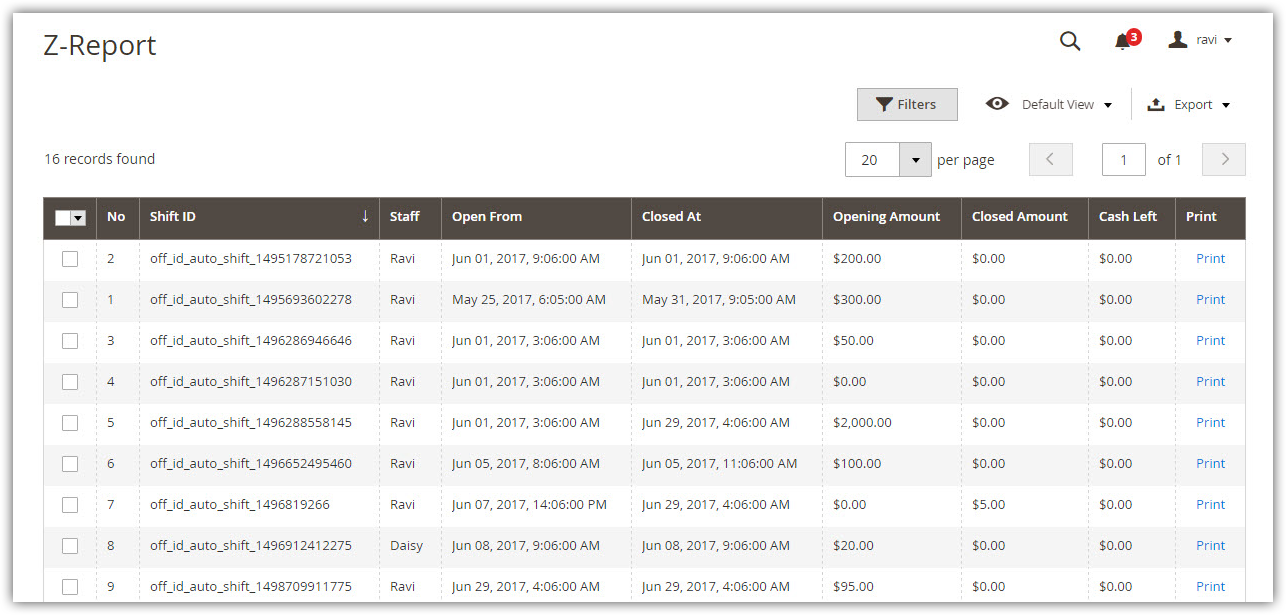 Z-Report
3
ravi
Filters
Default View
Export
16 records found
20 per page 1 of 1
No Shift ID ↓ Staff Open From Closed At Opening Amount Closed Amount Cash Left Print
2 off_id_auto_shift_1495178721053 Ravi Jun 01, 2017, 9:06:00 AM Jun 01, 2017, 9:06:00 AM $200.00 $0.00 $0.00 Print
1 off_id_auto_shift_1495693602278 Ravi May 25, 2017, 6:05:00 AM May 31, 2017, 9:05:00 AM $300.00 $0.00 $0.00 Print
3 off_id_auto_shift_1496286946646 Ravi Jun 01, 2017, 3:06:00 AM Jun 01, 2017, 3:06:00 AM $50.00 $0.00 $0.00 Print
4 off_id_auto_shift_1496287151030 Ravi Jun 01, 2017, 3:06:00 AM Jun 01, 2017, 3:06:00 AM $0.00 $0.00 $0.00 Print
5 off_id_auto_shift_1496288558145 Ravi Jun 01, 2017, 3:06:00 AM Jun 29, 2017, 4:06:00 AM $2,000.00 $0.00 $0.00 Print
6 off_id_auto_shift_1496652495460 Ravi Jun 05, 2017, 8:06:00 AM Jun 05, 2017, 11:06:00 AM $100.00 $0.00 $0.00 Print
7 off_id_auto_shift_1496819266 Ravi Jun 07, 2017, 14:06:00 PM Jun 29, 2017, 4:06:00 AM $0.00 $5.00 $0.00 Print
8 off_id_auto_shift_1496912412275 Daisy Jun 08, 2017, 9:06:00 AM Jun 08, 2017, 9:06:00 AM $20.00 $0.00 $0.00 Print
9 off_id_auto_shift_1498709911775 Ravi Jun 29, 2017, 4:06:00 AM Jun 29, 2017, 4:06:00 AM $95.00 $0.00 $0.00 Print